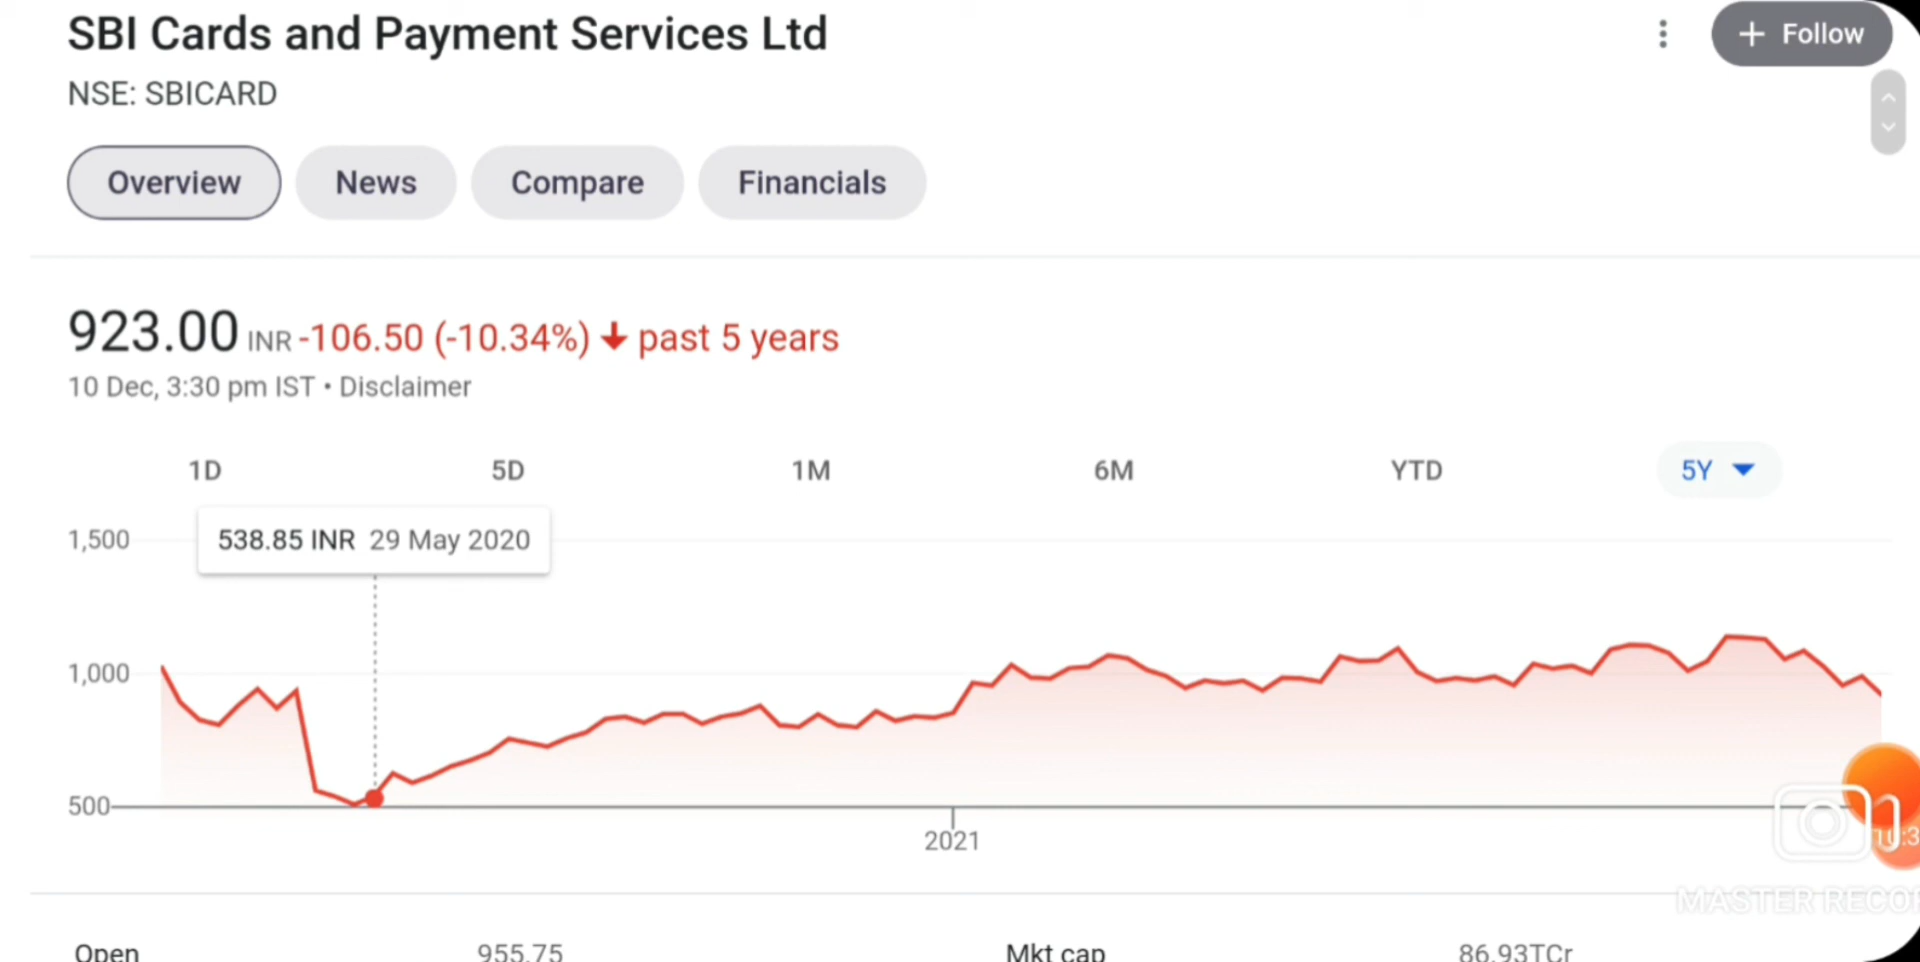 SBI Cards and Payment Services Ltd
+ Follow
NSE: SBICARD
Overview News Compare Financials
923.00 INR -106.50 (-10.34%) ↓ past 5 years
10 Dec, 3:30 pm IST • Disclaimer
1D 5D 1M 6M YTD 5Y
538.85 INR 29 May 2020
1,500
1,000
500
2021
MASTER
Open 955.75 Mkt cap 86.93TCr